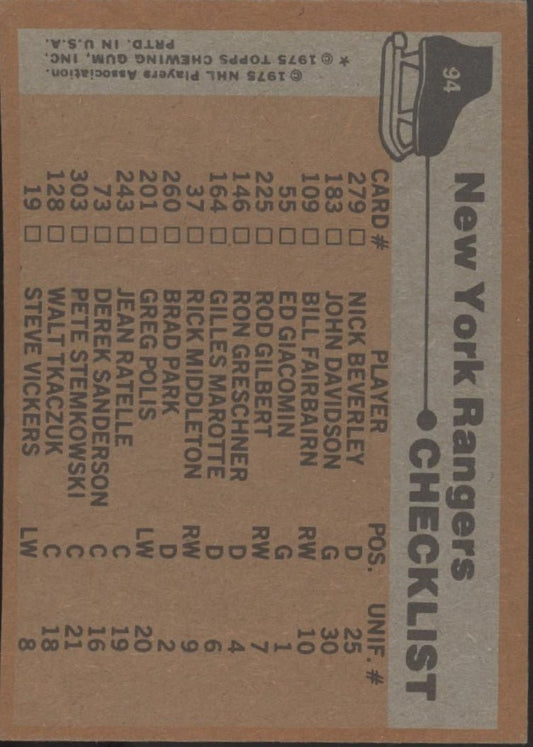 94
New York Rangers
CHECKLIST
CARD # PLAYER POS. UNIF. #
279 □ NICK BEVERLEY D 25
183 □ JOHN DAVIDSON G 30
109 □ BILL FAIRBAIRN RW 10
55 □ ED GIACOMIN G 1
225 □ ROD GILBERT RW 7
146 □ RON GRESCHNER D 4
164 □ GILLES MAROTTE D 6
37 □ RICK MIDDLETON RW 9
260 □ BRAD PARK D 2
201 □ GREG POLIS LW 20
243 □ JEAN RATELLE C 19
73 □ DEREK SANDERSON C 16
303 □ PETE STEMKOWSKI C 21
128 □ WALT TKACZUK C 18
19 □ STEVE VICKERS LW 8
© 1975 NHL Players Association.
★ © 1975 TOPPS CHEWING GUM, INC.
PRTD. IN U.S.A.